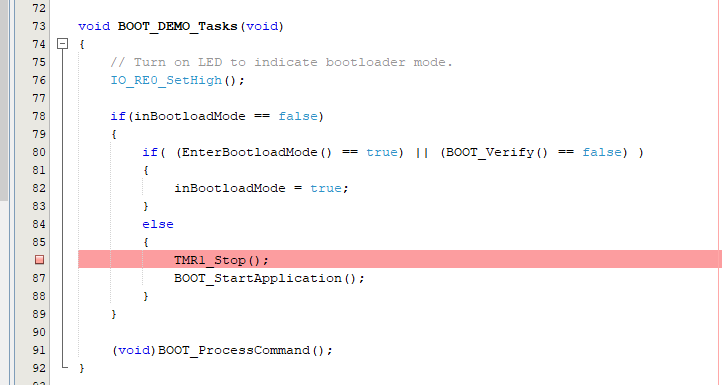 72
73 void BOOT_DEMO_Tasks(void)
74 {
75     // Turn on LED to indicate bootloader mode.
76     IO_RE0_SetHigh();
77
78     if(inBootloadMode == false)
79     {
80         if( (EnterBootloadMode() == true) || (BOOT_Verify() == false) )
81         {
82             inBootloadMode = true;
83         }
84         else
85         {
            TMR1_Stop();
87             BOOT_StartApplication();
88         }
89     }
90
91     (void)BOOT_ProcessCommand();
92 }